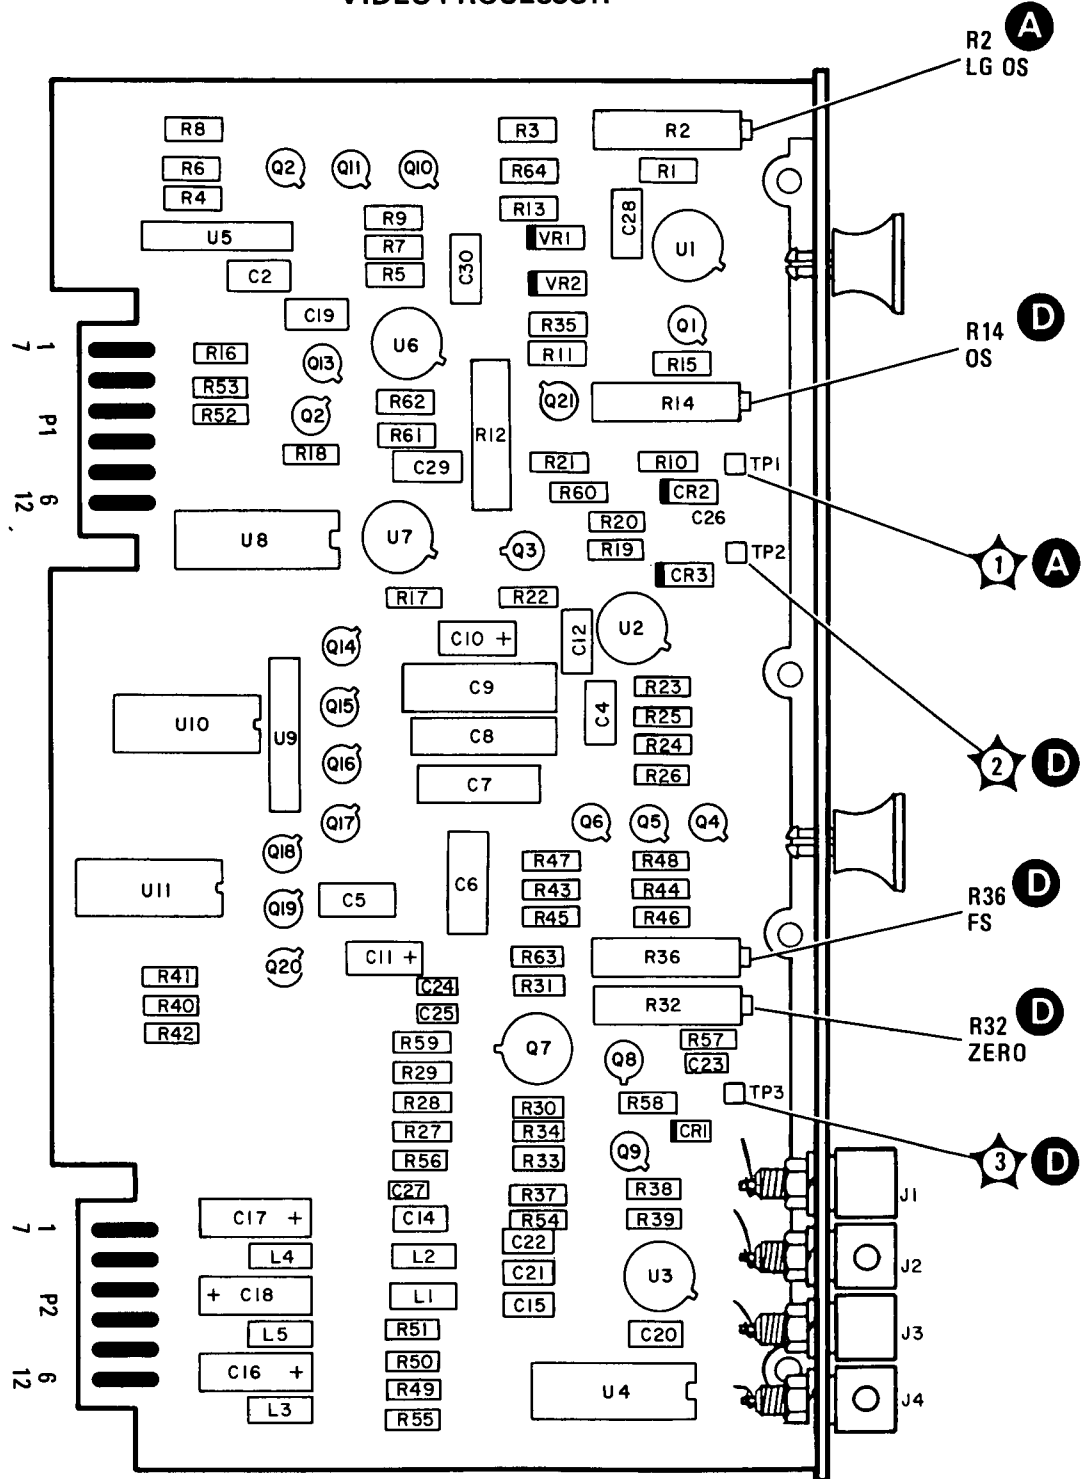 VIDEO PROCESSOR
R2 A
LG OS
R8
R3
R2
R6
Q2
Q11
Q10
R64
R1
R4
R13
C28
R9
U5
VR1
U1
R7
C30
C2
R5
VR2
C19
R35
Q1
R14 D
OS
1
7
R16
Q13
U6
R11
R15
R53
R62
Q21
R14
P1
R52
Q2
R61
R12
R18
C29
R21
R10
TP1
6
12
R60
CR2
C26
U8
U7
R20
Q3
R19
TP2
1 A
CR3
R17
R22
Q14
C10 +
C12
U2
C9
R23
Q15
C4
U10
U9
C8
R25
R24
Q16
C7
R26
2 D
Q17
Q6
Q5
Q4
Q18
R47
R48
U11
C6
R43
R44
R36 D
FS
C5
Q19
R45
R46
C11 +
R63
R36
Q20
R41
C24
R31
R40
C25
R32
R32 D
ZERO
R42
R59
Q7
R57
Q8
C23
R29
R28
R30
R58
TP3
R27
R34
CR1
R56
R33
Q9
3 D
C27
R37
R38
J1
1
7
C17 +
C14
R54
R39
C22
L4
L2
J2
C21
U3
P2
+ C18
L1
C15
L5
R51
C20
J3
6
12
C16 +
R50
R49
U4
J4
L3
R55